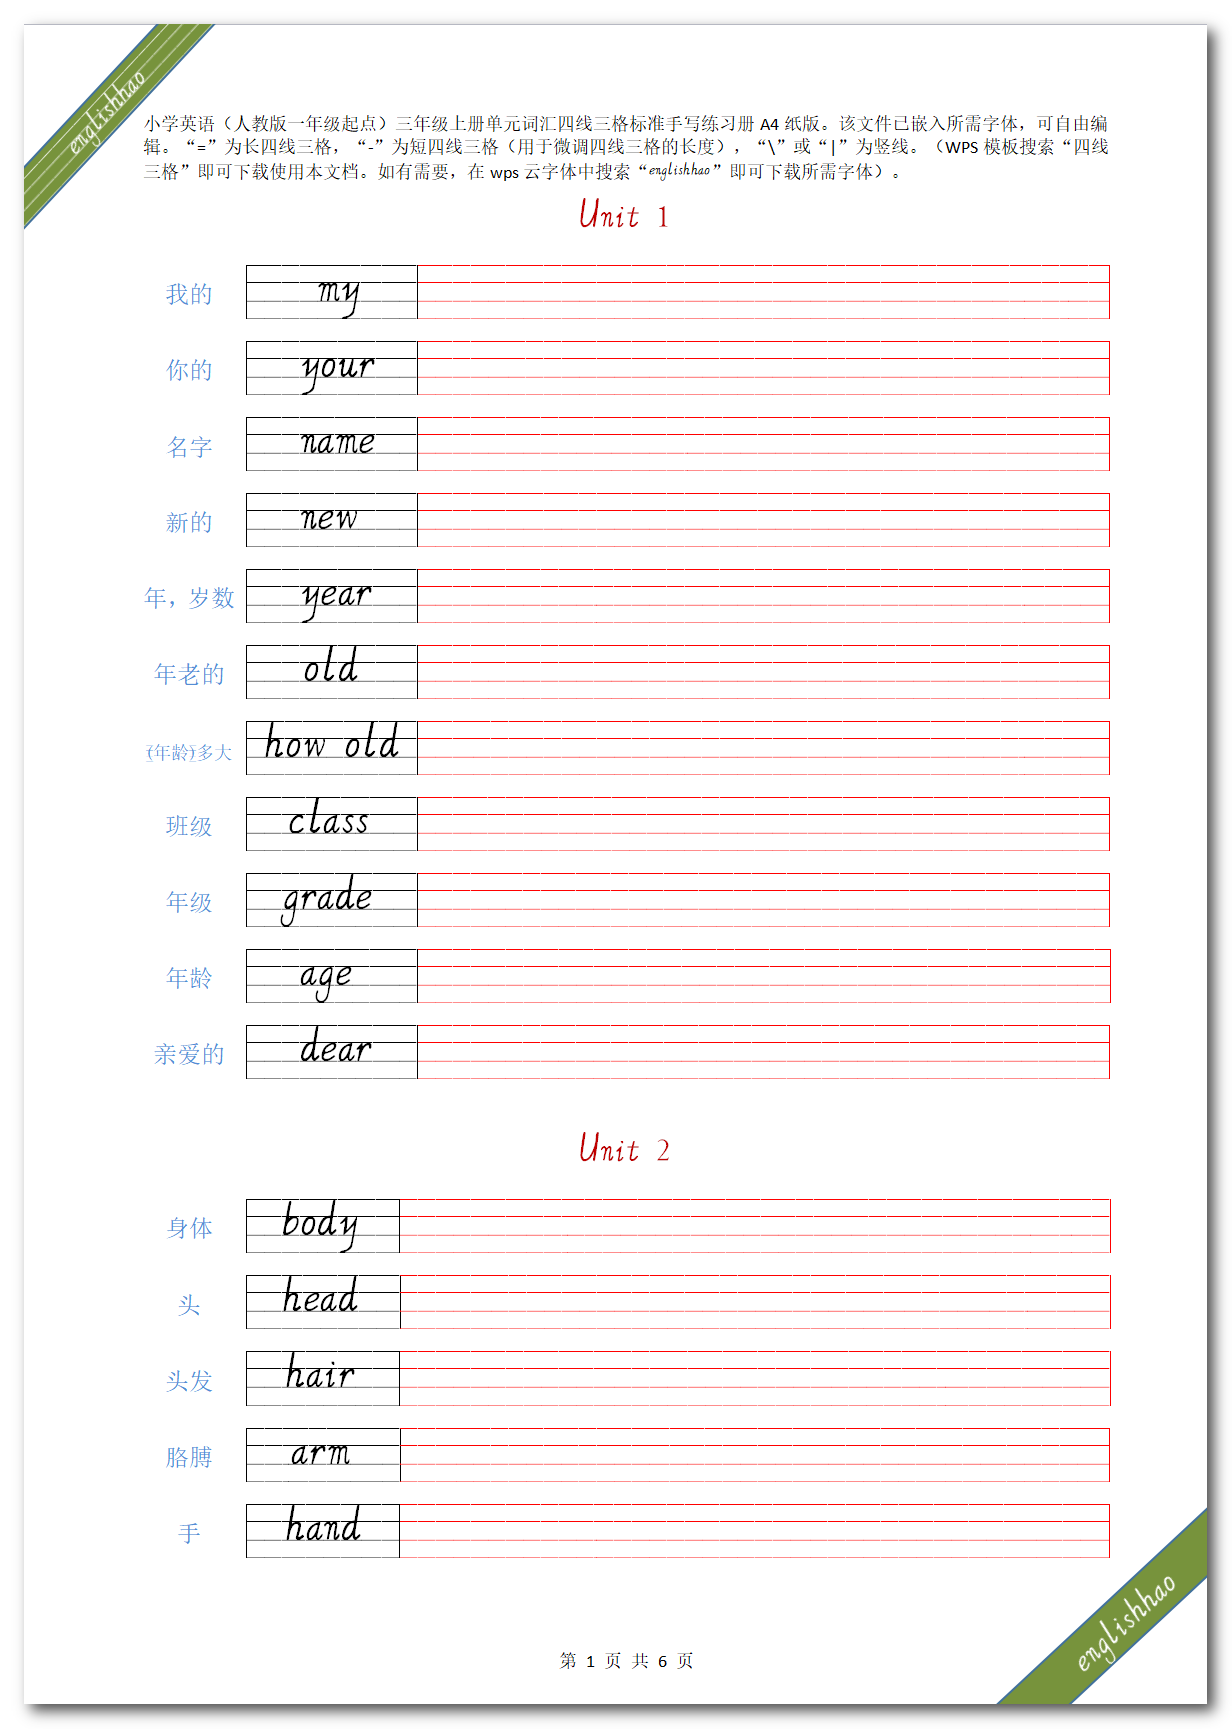 englishhao
小学英语（人教版一年级起点）三年级上册单元词汇四线三格标准手写练习册 A4 纸版。该文件已嵌入所需字体，可自由编
辑。“=”为长四线三格，“-”为短四线三格（用于微调四线三格的长度），“\”或“|”为竖线。（WPS 模板搜索“四线
三格”即可下载使用本文档。如有需要，在 wps 云字体中搜索“englishhao”即可下载所需字体）。
Unit 1
我的 my
你的 your
名字 name
新的 new
年，岁数 year
年老的 old
(年龄)多大 how old
班级 class
年级 grade
年龄 age
亲爱的 dear
Unit 2
身体 body
头 head
头发 hair
胳膊 arm
手 hand
englishhao
第 1 页 共 6 页